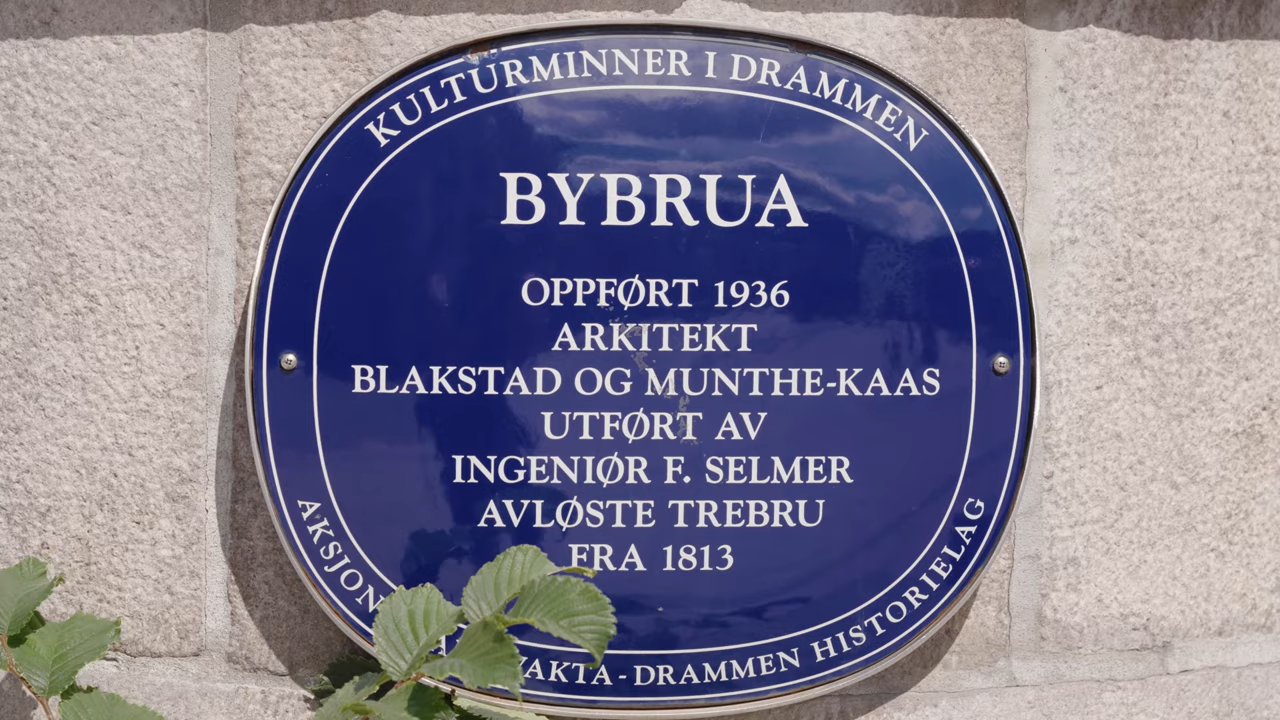 KULTURMINNER I DRAMMEN
BYBRUA
OPPFØRT 1936
ARKITEKT
BLAKSTAD OG MUNTHE-KAAS
UTFØRT AV
INGENIØR F. SELMER
AVLØSTE TREBRU
FRA 1813
AKSJON VAKTA - DRAMMEN HISTORIELAG